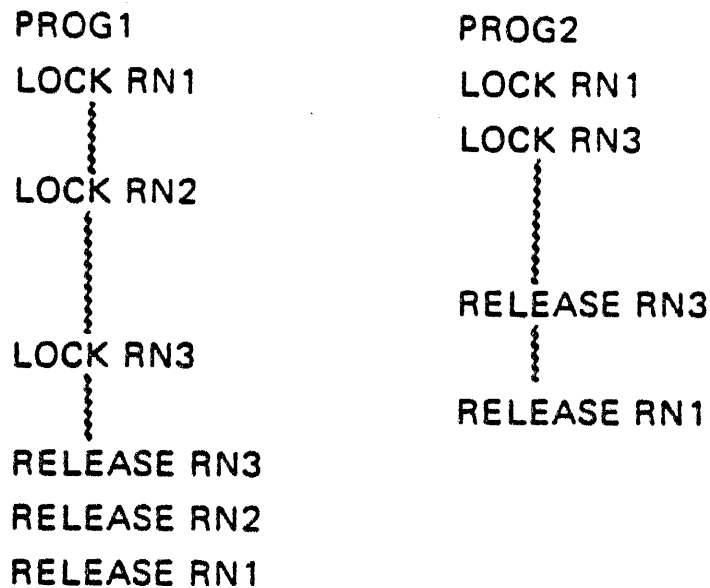 PROG1
LOCK RN1
LOCK RN2
LOCK RN3
RELEASE RN3
RELEASE RN2
RELEASE RN1
PROG2
LOCK RN1
LOCK RN3
RELEASE RN3
RELEASE RN1